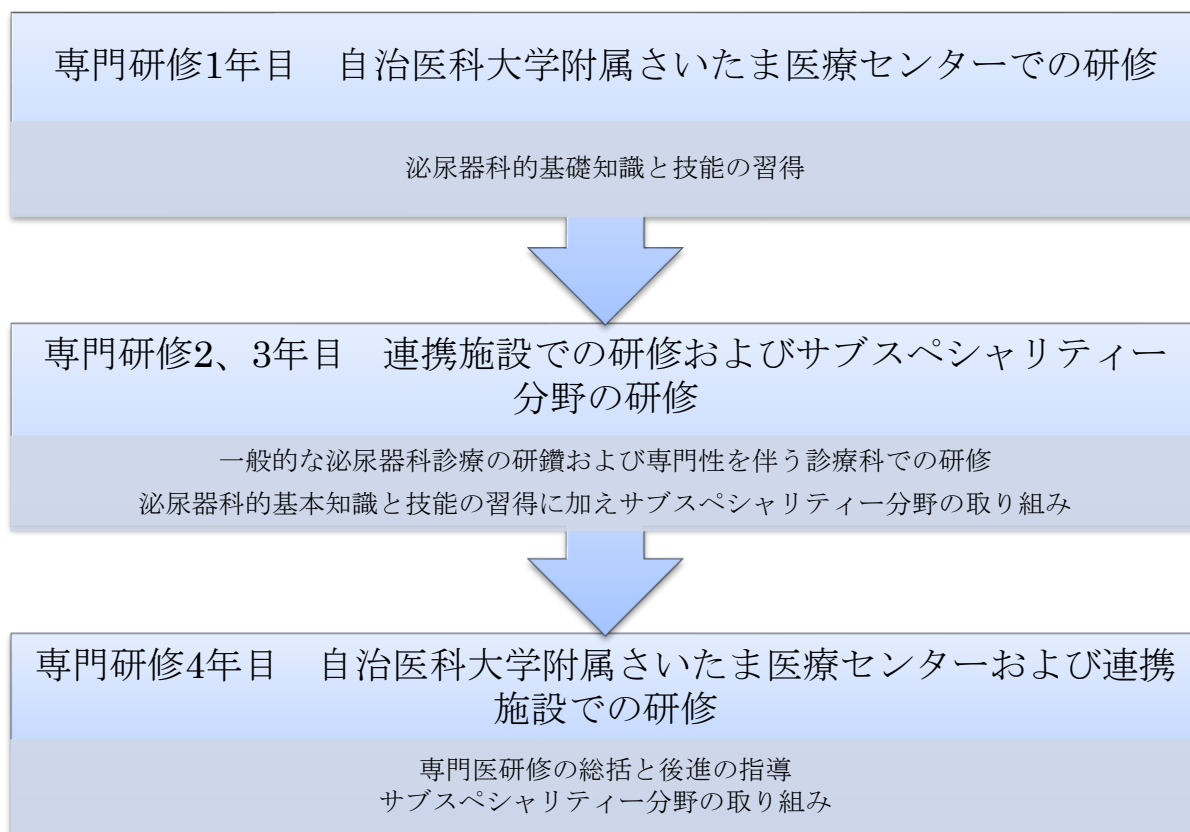 専門研修1年目　自治医科大学附属さいたま医療センターでの研修
泌尿器科的基礎知識と技能の習得
専門研修2、3年目　連携施設での研修およびサブスペシャリティー
分野の研修
一般的な泌尿器科診療の研鑽および専門性を伴う診療科での研修
泌尿器科的基本知識と技能の習得に加えサブスペシャリティー分野の取り組み
専門研修4年目　自治医科大学附属さいたま医療センターおよび連携
施設での研修
専門医研修の総括と後進の指導
サブスペシャリティー分野の取り組み